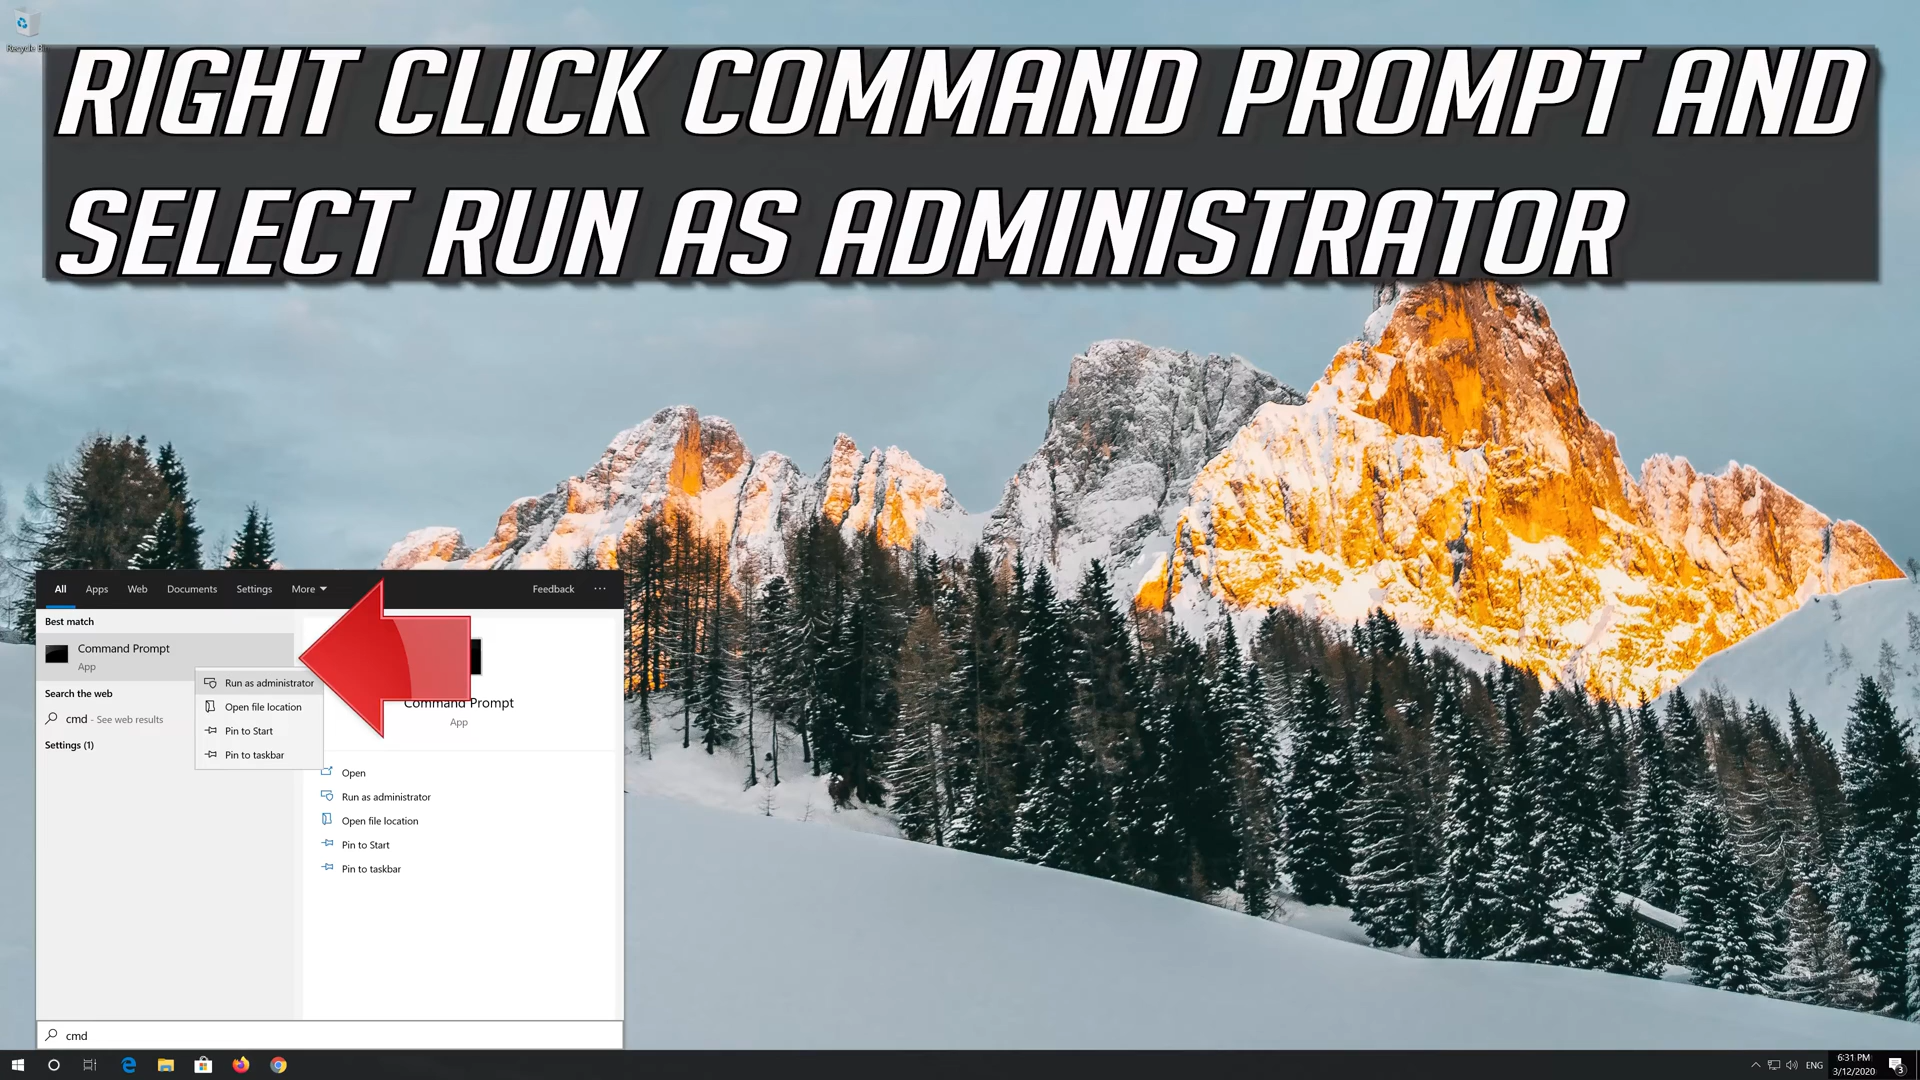 Recycle Bin
RIGHT CLICK COMMAND PROMPT AND
SELECT RUN AS ADMINISTRATOR
All Apps Web Documents Settings More Feedback ...
Best match
Command Prompt
App
Search the web
cmd - See web results
Settings (1)
Run as administrator
Open file location
Pin to Start
Pin to taskbar
Command Prompt
App
Open
Run as administrator
Open file location
Pin to Start
Pin to taskbar
cmd
ENG
6:31 PM
3/12/2020
3